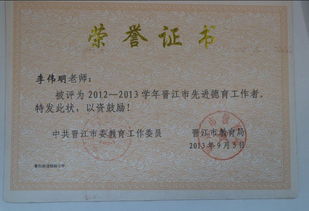 荣誉证书
李伟明老师：
被评为2012—2013学年晋江市先进德育工作者，
特发此状，以资鼓励！
中共晋江市委教育工作委员 晋江市教育局
2013年9月5日